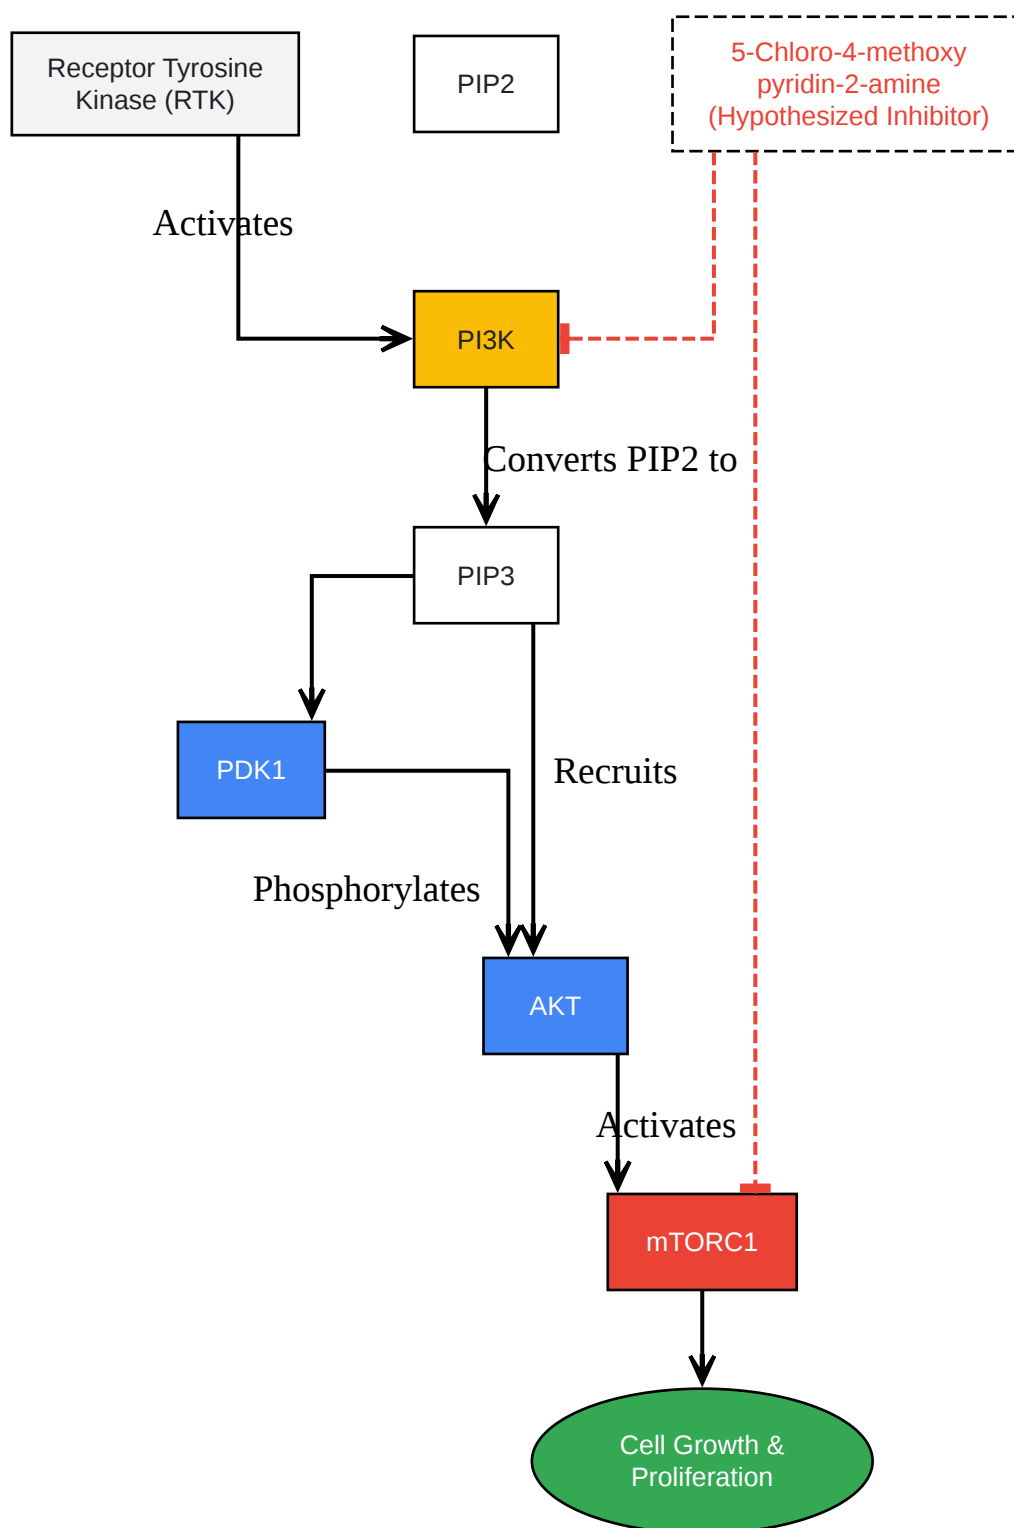 Receptor Tyrosine
Kinase (RTK)
PIP2
5-Chloro-4-methoxy
pyridin-2-amine
(Hypothesized Inhibitor)
Activates
PI3K
Converts PIP2 to
PIP3
PDK1
Recruits
Phosphorylates
AKT
Activates
mTORC1
Cell Growth &
Proliferation